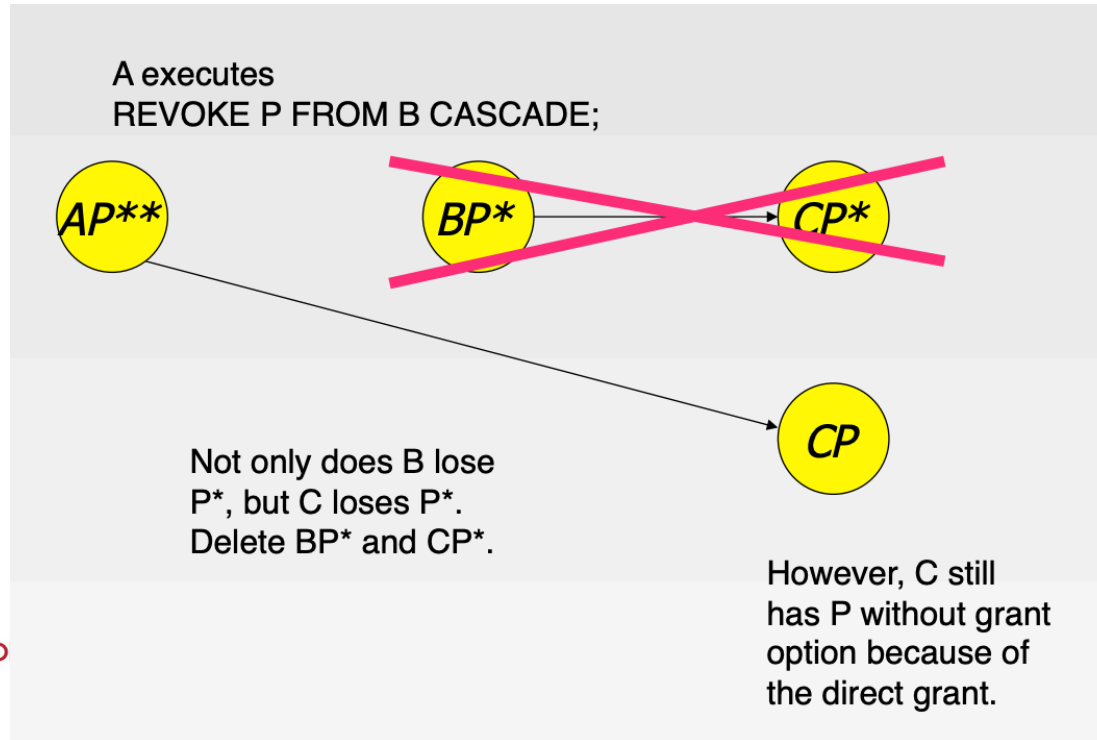 A executes
REVOKE P FROM B CASCADE;
AP**
BP*
CP*
CP
Not only does B lose
P*, but C loses P*.
Delete BP* and CP*.
However, C still
has P without grant
option because of
the direct grant.